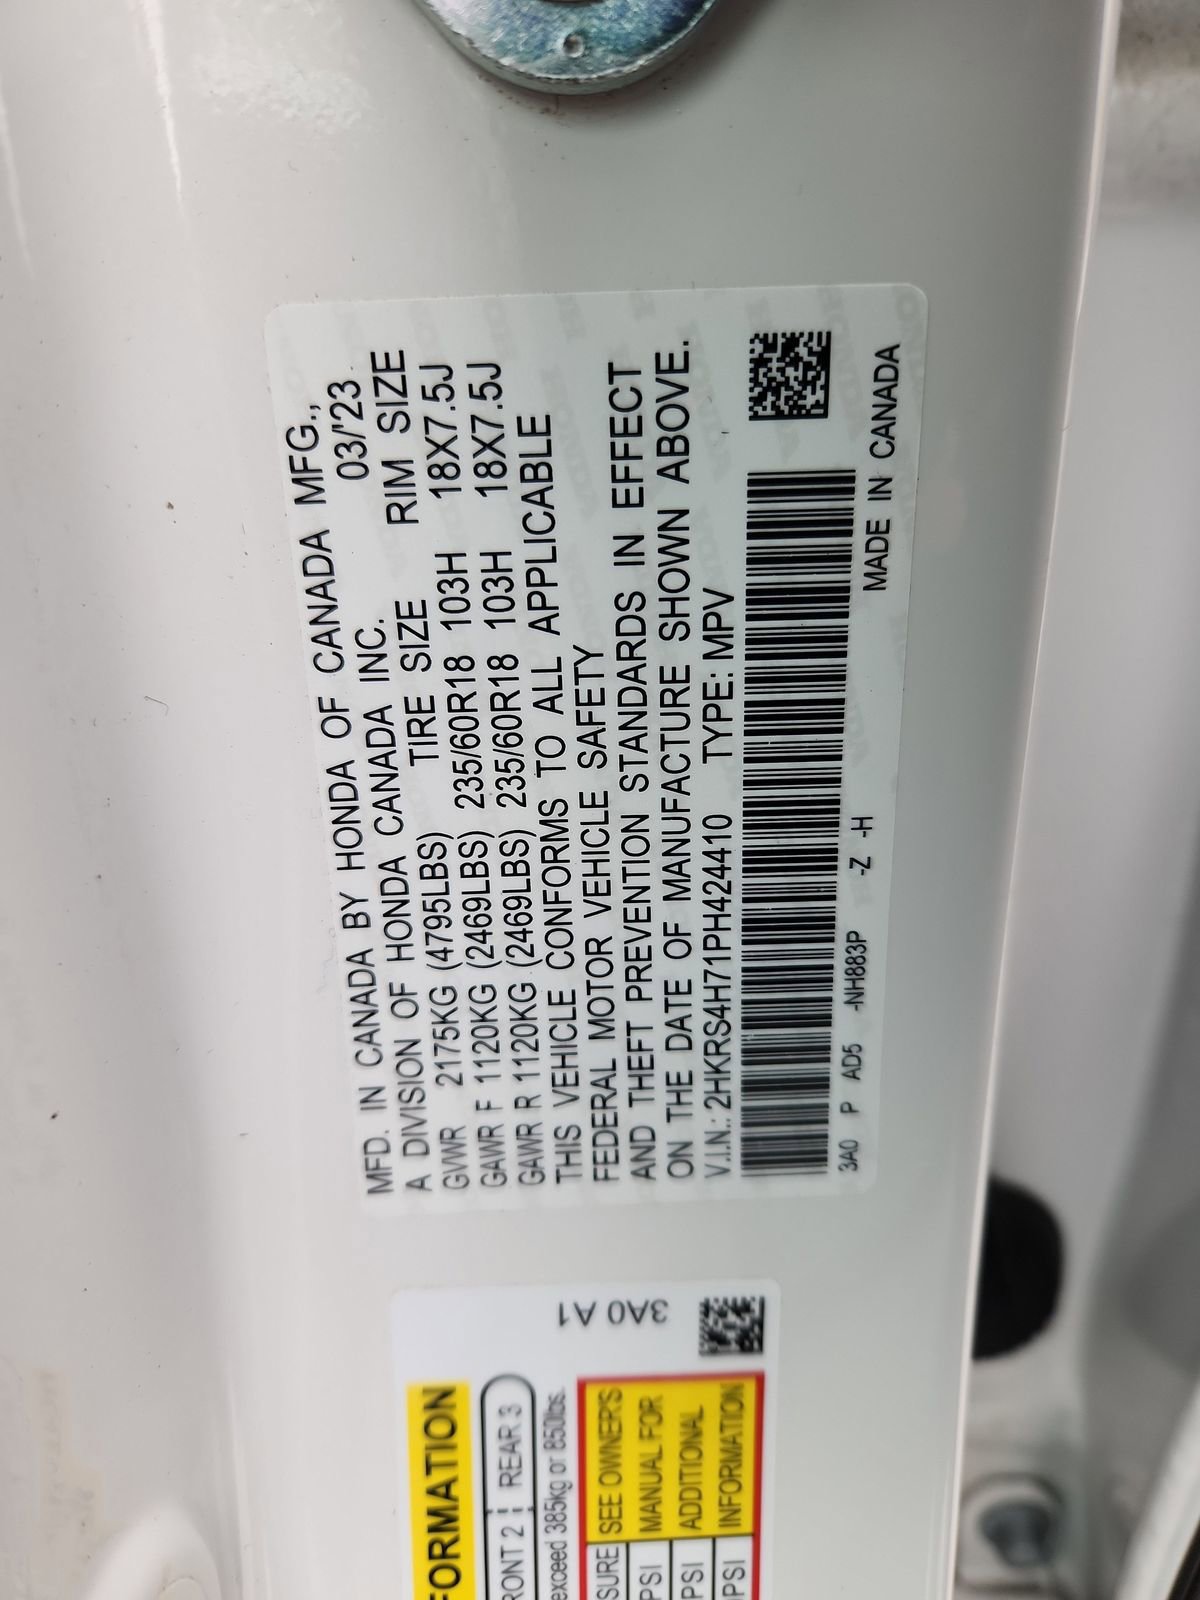 MFD. IN CANADA BY HONDA OF CANADA MFG.,
A DIVISION OF HONDA CANADA INC. 03/'23
GVWR 2175KG (4795LBS) TIRE SIZE RIM SIZE
GAWR F 1120KG (2469LBS) 235/60R18 103H 18X7.5J
GAWR R 1120KG (2469LBS) 235/60R18 103H 18X7.5J
THIS VEHICLE CONFORMS TO ALL APPLICABLE
FEDERAL MOTOR VEHICLE SAFETY
AND THEFT PREVENTION STANDARDS IN EFFECT
ON THE DATE OF MANUFACTURE SHOWN ABOVE.
V.I.N.: 2HKRS4H71PH424410 TYPE: MPV
3A0 P AD5 -NH883P -Z -H
MADE IN CANADA
3A0 A1
FORMATION
RONT 2 REAR 3
exceed 385kg or 850lbs.
SURE SEE OWNER'S
PSI MANUAL FOR
PSI ADDITIONAL
PSI INFORMATION